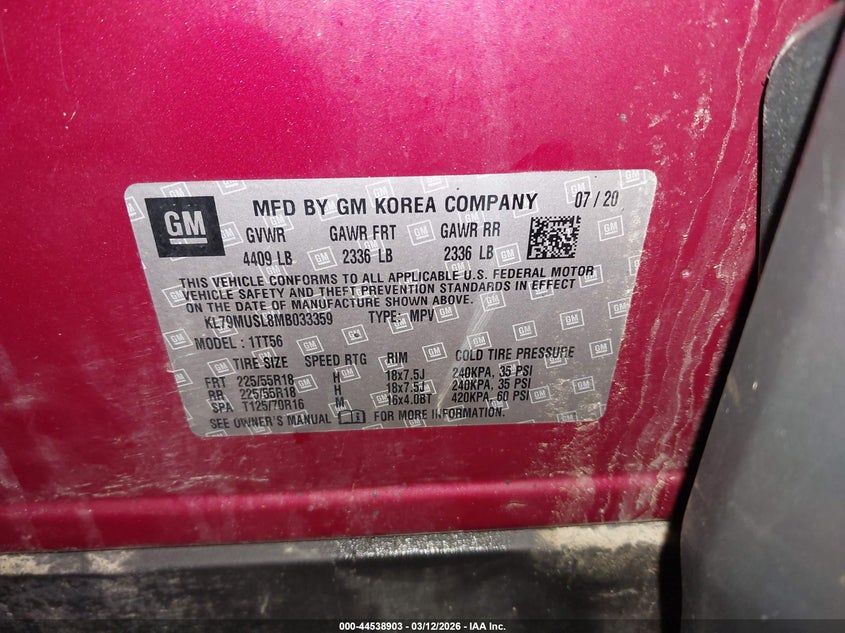 GM MFD BY GM KOREA COMPANY 07 / 20
GVWR GAWR FRT GAWR RR
4409 LB 2336 LB 2336 LB
THIS VEHICLE CONFORMS TO ALL APPLICABLE U.S. FEDERAL MOTOR
VEHICLE SAFETY AND THEFT PREVENTION STANDARDS IN EFFECT
ON THE DATE OF MANUFACTURE SHOWN ABOVE.
KL79MUSL8MB033359 TYPE: MPV
MODEL: 1TT56
TIRE SIZE SPEED RTG RIM COLD TIRE PRESSURE
FRT 225/55R18 H 18x7.5J 240KPA, 35 PSI
RR 225/55R18 H 18x7.5J 240KPA, 35 PSI
SPA T125/70R16 M 16x4.0BT 420KPA, 60 PSI
SEE OWNER'S MANUAL FOR MORE INFORMATION.
000-44538903 - 03/12/2026 - IAA Inc.